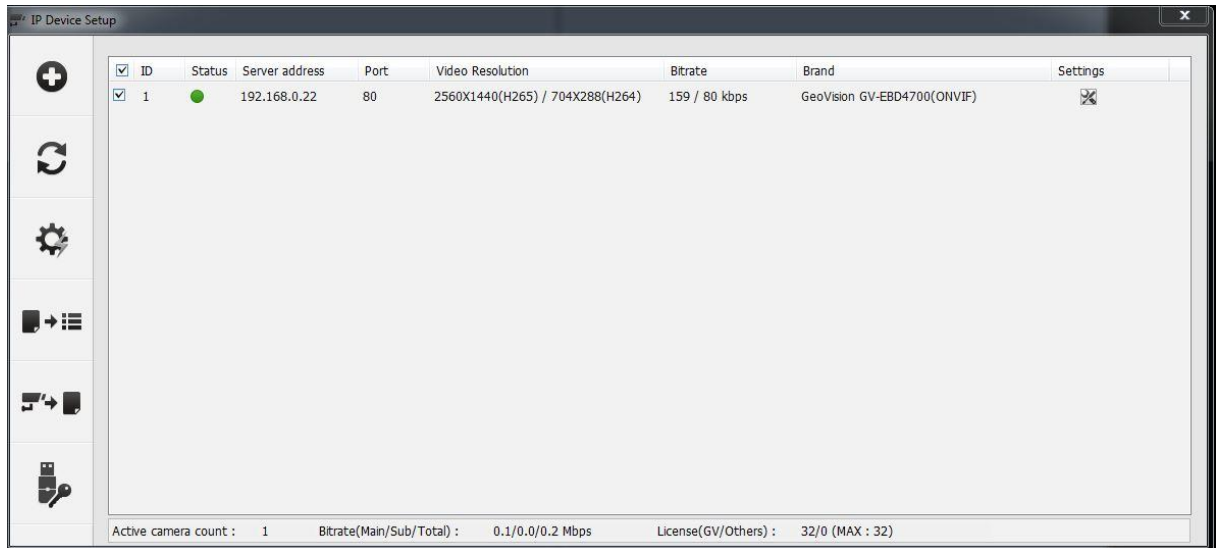 IP Device Setup
ID Status Server address Port Video Resolution Bitrate Brand Settings
1 192.168.0.22 80 2560X1440(H265) / 704X288(H264) 159 / 80 kbps GeoVision GV-EBD4700(ONVIF)
Active camera count : 1 Bitrate(Main/Sub/Total) : 0.1/0.0/0.2 Mbps License(GV/Others) : 32/0 (MAX : 32)